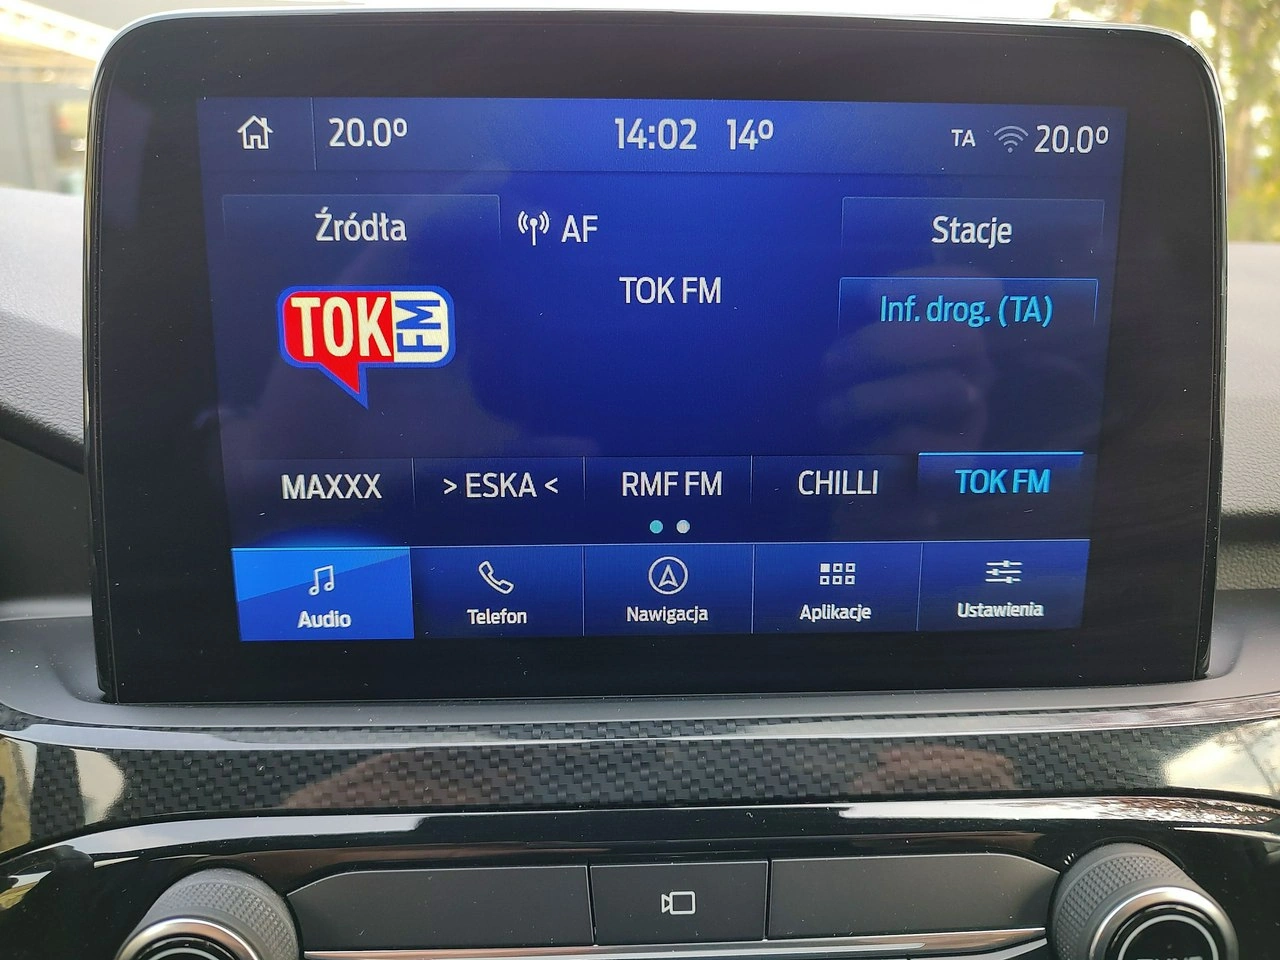 20.0º
14:02 14º
TA 20.0º
Źródła
AF
Stacje
TOK FM
TOK FM
Inf. drog. (TA)
MAXXX
> ESKA <
RMF FM
CHILLI
TOK FM
Audio
Telefon
Nawigacja
Aplikacje
Ustawienia